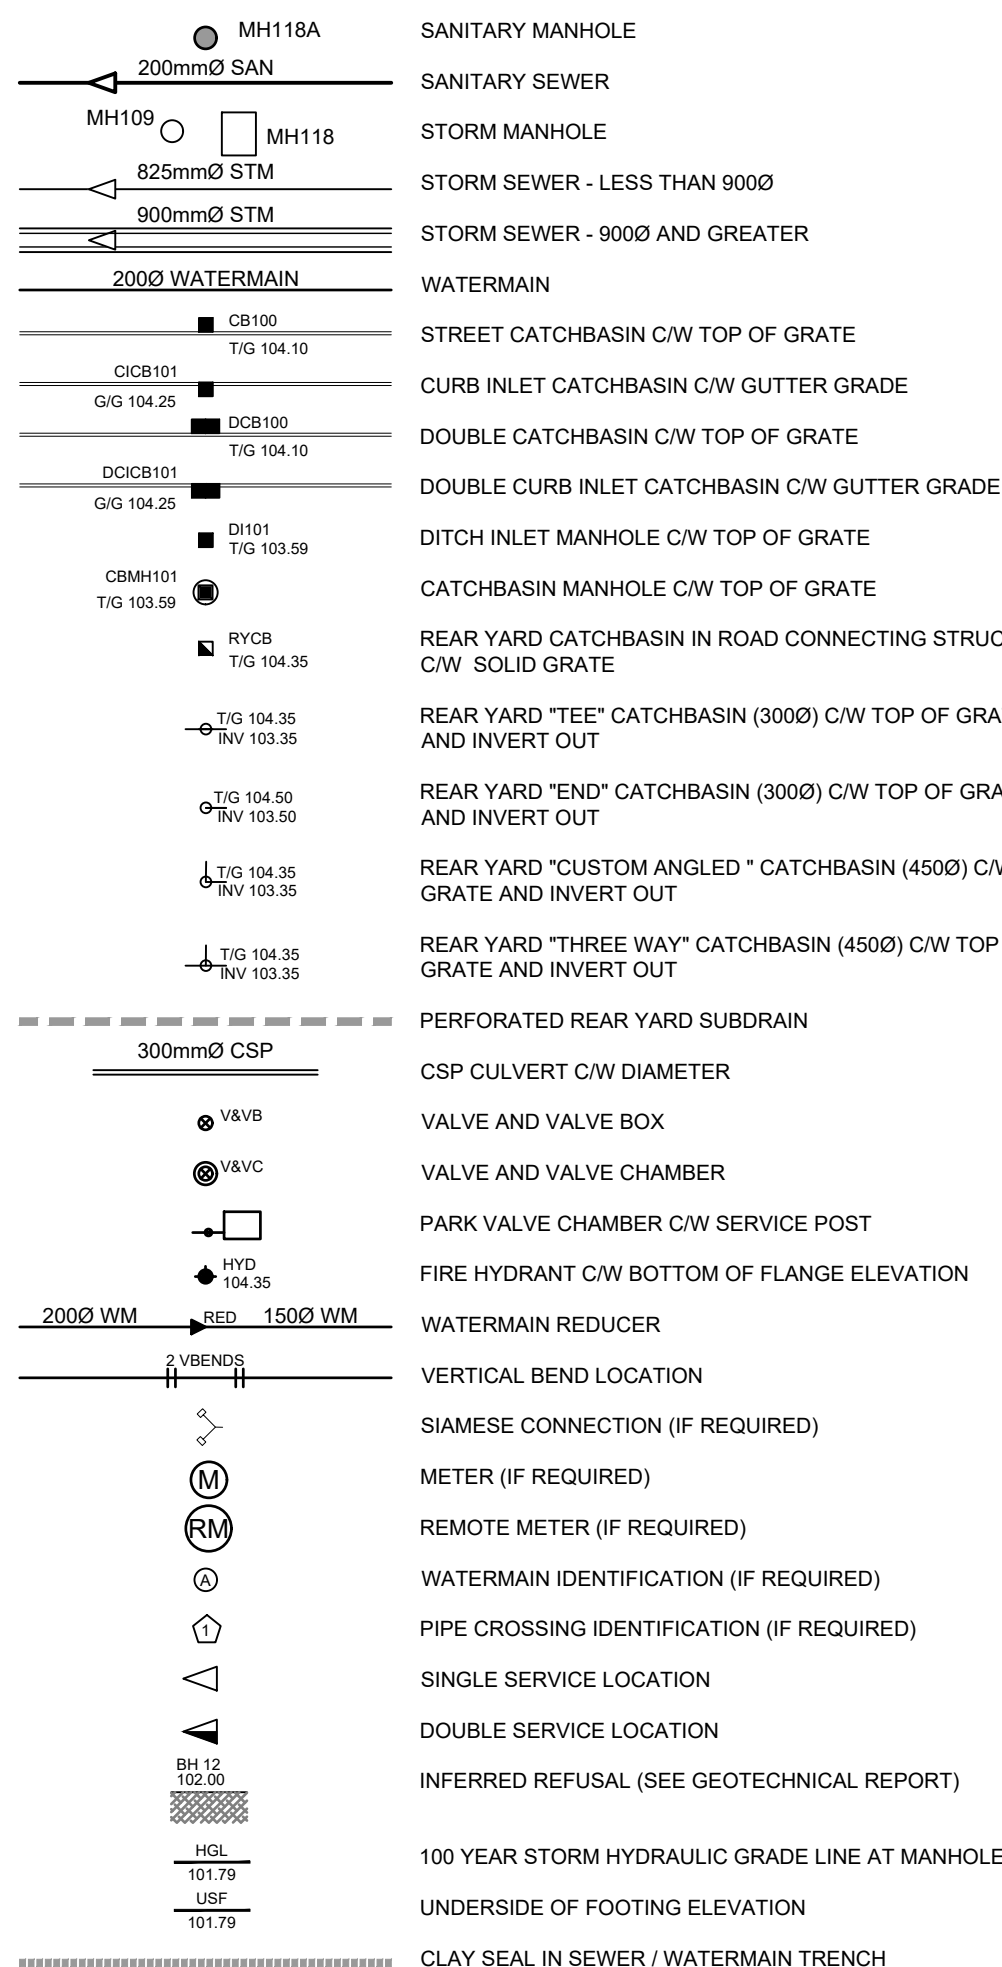 MH118A
SANITARY MANHOLE
200mmØ SAN
SANITARY SEWER
MH109
MH118
STORM MANHOLE
825mmØ STM
STORM SEWER - LESS THAN 900Ø
900mmØ STM
STORM SEWER - 900Ø AND GREATER
200Ø WATERMAIN
WATERMAIN
CB100
T/G 104.10
STREET CATCHBASIN C/W TOP OF GRATE
CICB101
G/G 104.25
CURB INLET CATCHBASIN C/W GUTTER GRADE
DCB100
T/G 104.10
DOUBLE CATCHBASIN C/W TOP OF GRATE
DCICB101
G/G 104.25
DOUBLE CURB INLET CATCHBASIN C/W GUTTER GRADE
DI101
T/G 103.59
DITCH INLET MANHOLE C/W TOP OF GRATE
CBMH101
T/G 103.59
CATCHBASIN MANHOLE C/W TOP OF GRATE
RYCB
T/G 104.35
REAR YARD CATCHBASIN IN ROAD CONNECTING STRUC
C/W SOLID GRATE
T/G 104.35
INV 103.35
REAR YARD "TEE" CATCHBASIN (300Ø) C/W TOP OF GRA
AND INVERT OUT
T/G 104.50
INV 103.50
REAR YARD "END" CATCHBASIN (300Ø) C/W TOP OF GRA
AND INVERT OUT
T/G 104.35
INV 103.35
REAR YARD "CUSTOM ANGLED " CATCHBASIN (450Ø) C/W
GRATE AND INVERT OUT
T/G 104.35
INV 103.35
REAR YARD "THREE WAY" CATCHBASIN (450Ø) C/W TOP
GRATE AND INVERT OUT
PERFORATED REAR YARD SUBDRAIN
300mmØ CSP
CSP CULVERT C/W DIAMETER
V&VB
VALVE AND VALVE BOX
V&VC
VALVE AND VALVE CHAMBER
PARK VALVE CHAMBER C/W SERVICE POST
HYD
104.35
FIRE HYDRANT C/W BOTTOM OF FLANGE ELEVATION
200Ø WM
RED
150Ø WM
WATERMAIN REDUCER
2 VBENDS
VERTICAL BEND LOCATION
SIAMESE CONNECTION (IF REQUIRED)
M
METER (IF REQUIRED)
RM
REMOTE METER (IF REQUIRED)
A
WATERMAIN IDENTIFICATION (IF REQUIRED)
1
PIPE CROSSING IDENTIFICATION (IF REQUIRED)
SINGLE SERVICE LOCATION
DOUBLE SERVICE LOCATION
BH 12
102.00
INFERRED REFUSAL (SEE GEOTECHNICAL REPORT)
HGL
101.79
100 YEAR STORM HYDRAULIC GRADE LINE AT MANHOLE
USF
101.79
UNDERSIDE OF FOOTING ELEVATION
CLAY SEAL IN SEWER / WATERMAIN TRENCH